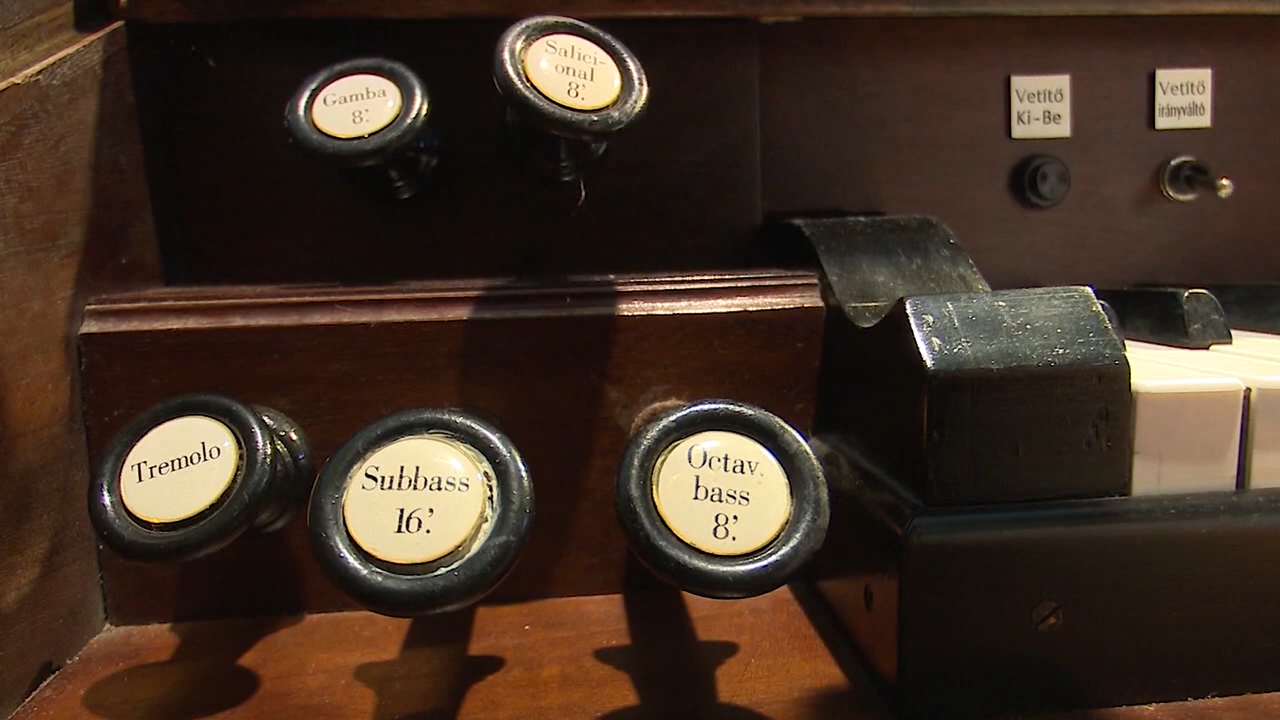 Gamba
8'.
Salici-
onal
8'.
Vetítő
Ki-Be
Vetítő
irányváltó
Tremolo
Subbass
16'.
Octav.
bass
8'.